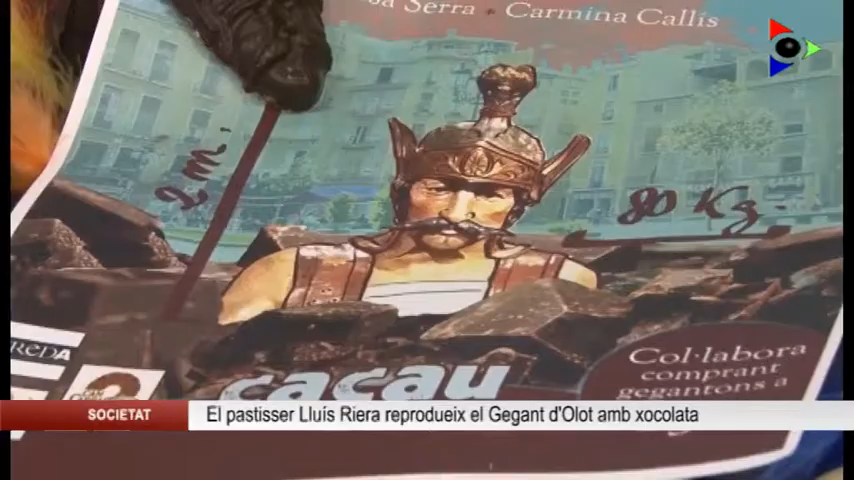 Serra • Carmina Callís
2 m.
80 Kg.
REDA
cacau
Col·labora
comprant
gegantons a
SOCIETAT
El pastisser Lluís Riera reprodueix el Gegant d'Olot amb xocolata